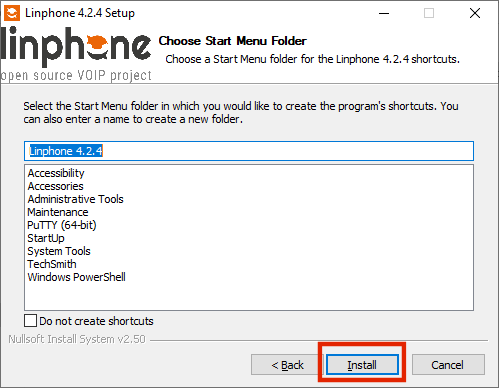 Linphone 4.2.4 Setup
linphone
open source VOIP project
Choose Start Menu Folder
Choose a Start Menu folder for the Linphone 4.2.4 shortcuts.
Select the Start Menu folder in which you would like to create the program's shortcuts. You
can also enter a name to create a new folder.
Linphone 4.2.4
Accessibility
Accessories
Administrative Tools
Maintenance
PuTTY (64-bit)
StartUp
System Tools
TechSmith
Windows PowerShell
Do not create shortcuts
Nullsoft Install System v2.50
< Back
Install
Cancel